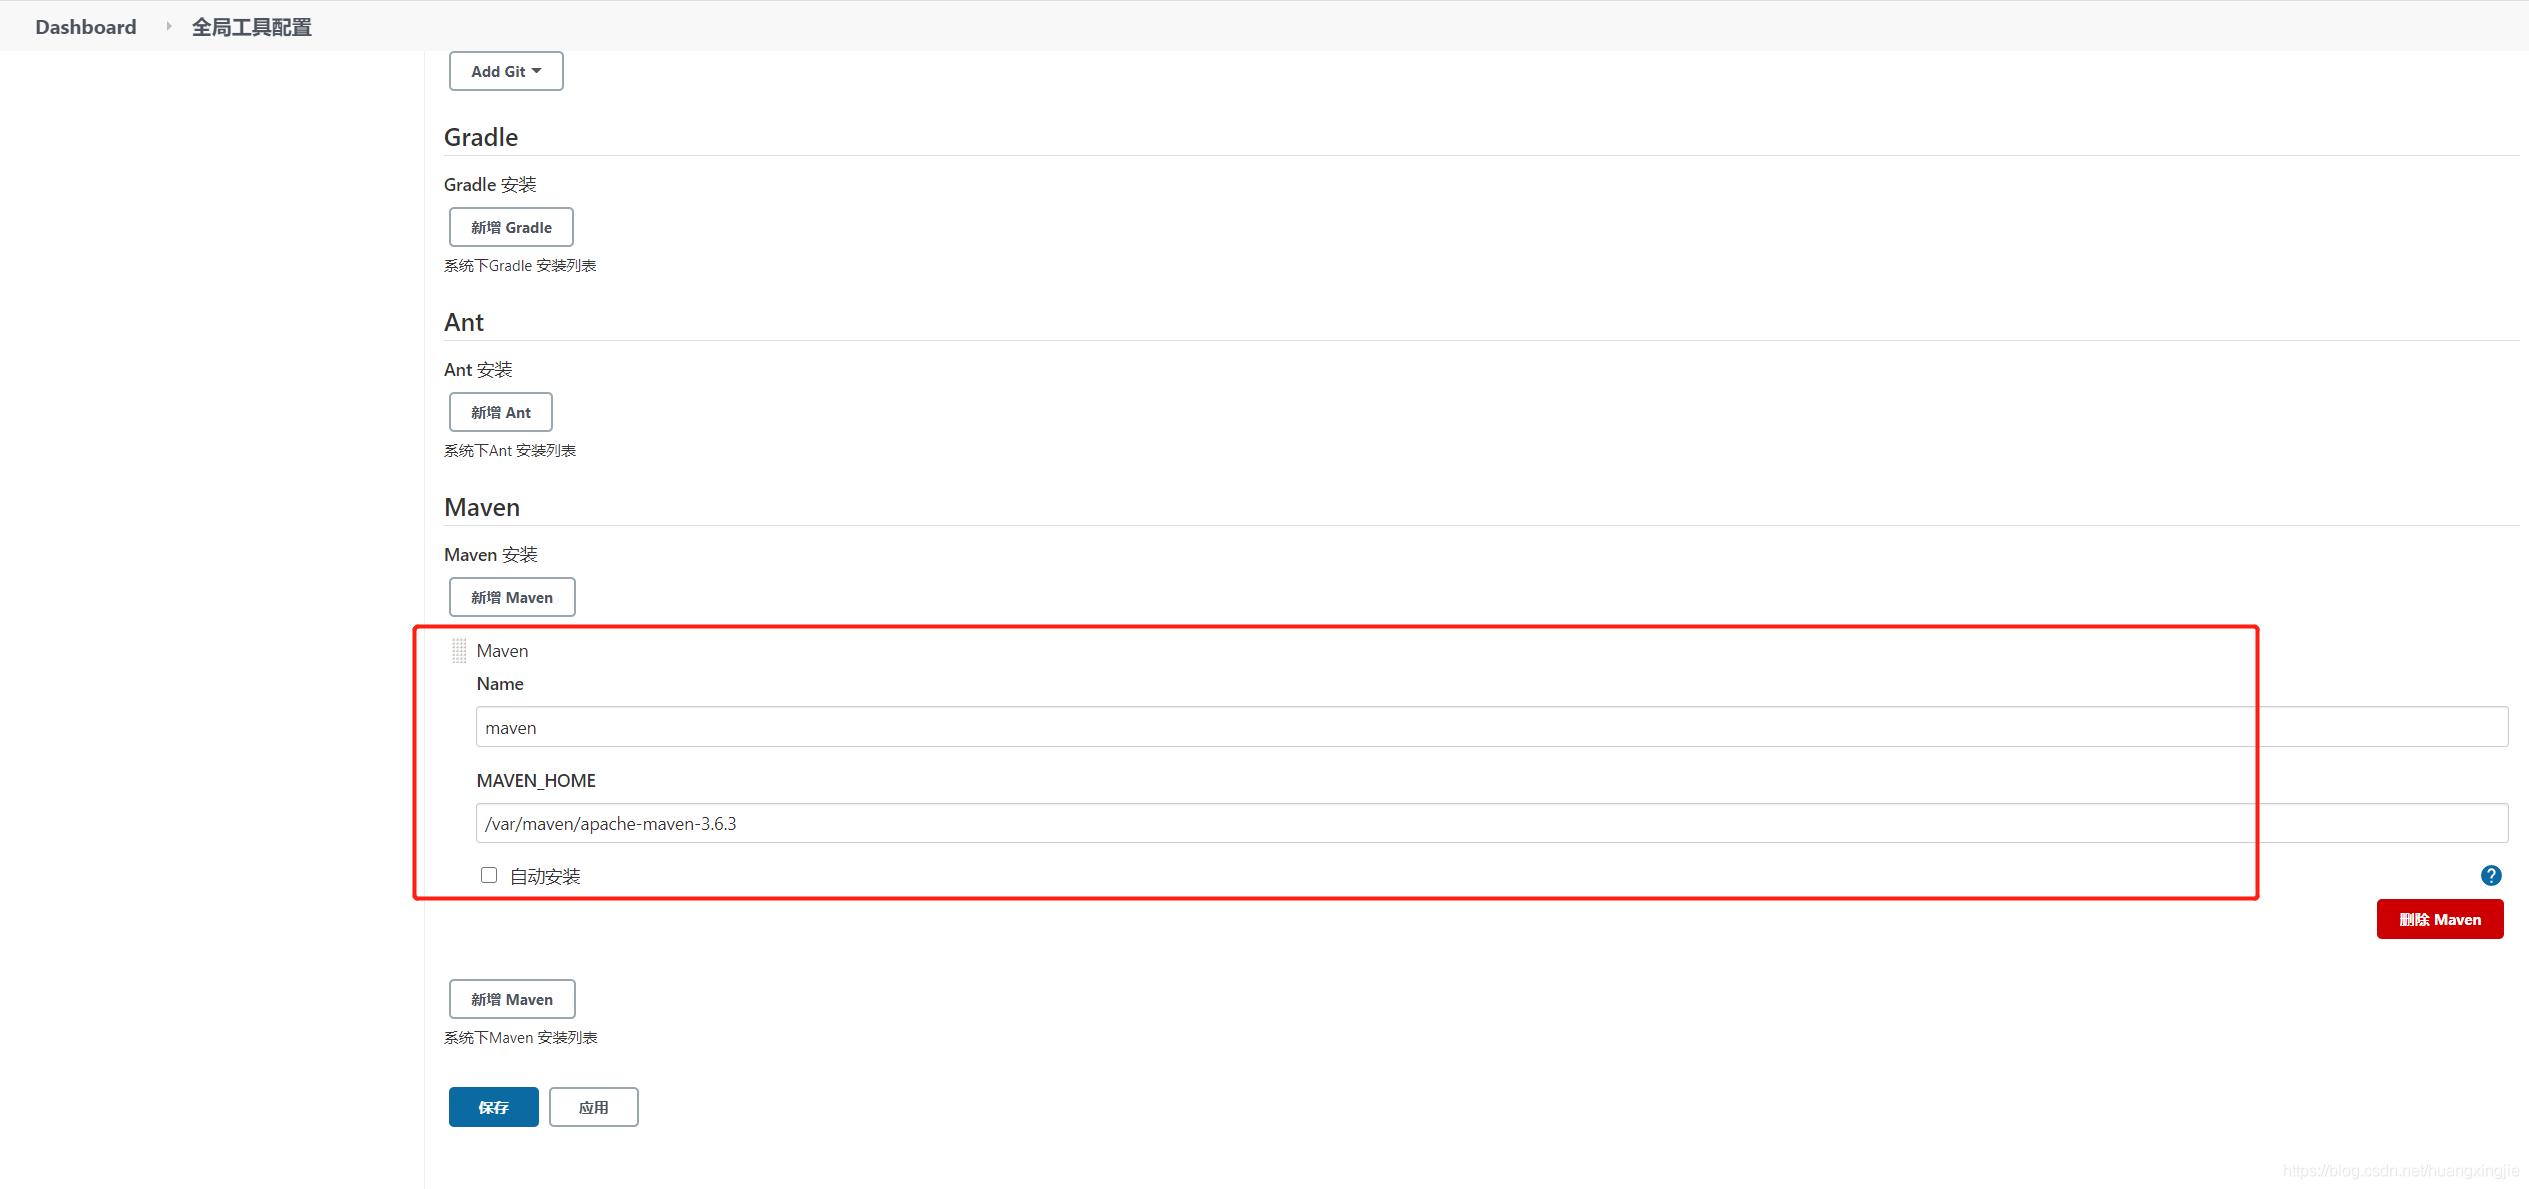 Dashboard 全局工具配置
Add Git
Gradle
Gradle 安装
新增 Gradle
系统下Gradle 安装列表
Ant
Ant 安装
新增 Ant
系统下Ant 安装列表
Maven
Maven 安装
新增 Maven
Maven
Name
maven
MAVEN_HOME
/var/maven/apache-maven-3.6.3
自动安装
?
删除 Maven
新增 Maven
系统下Maven 安装列表
保存 应用
https://blog.csdn.net/huangxingjie